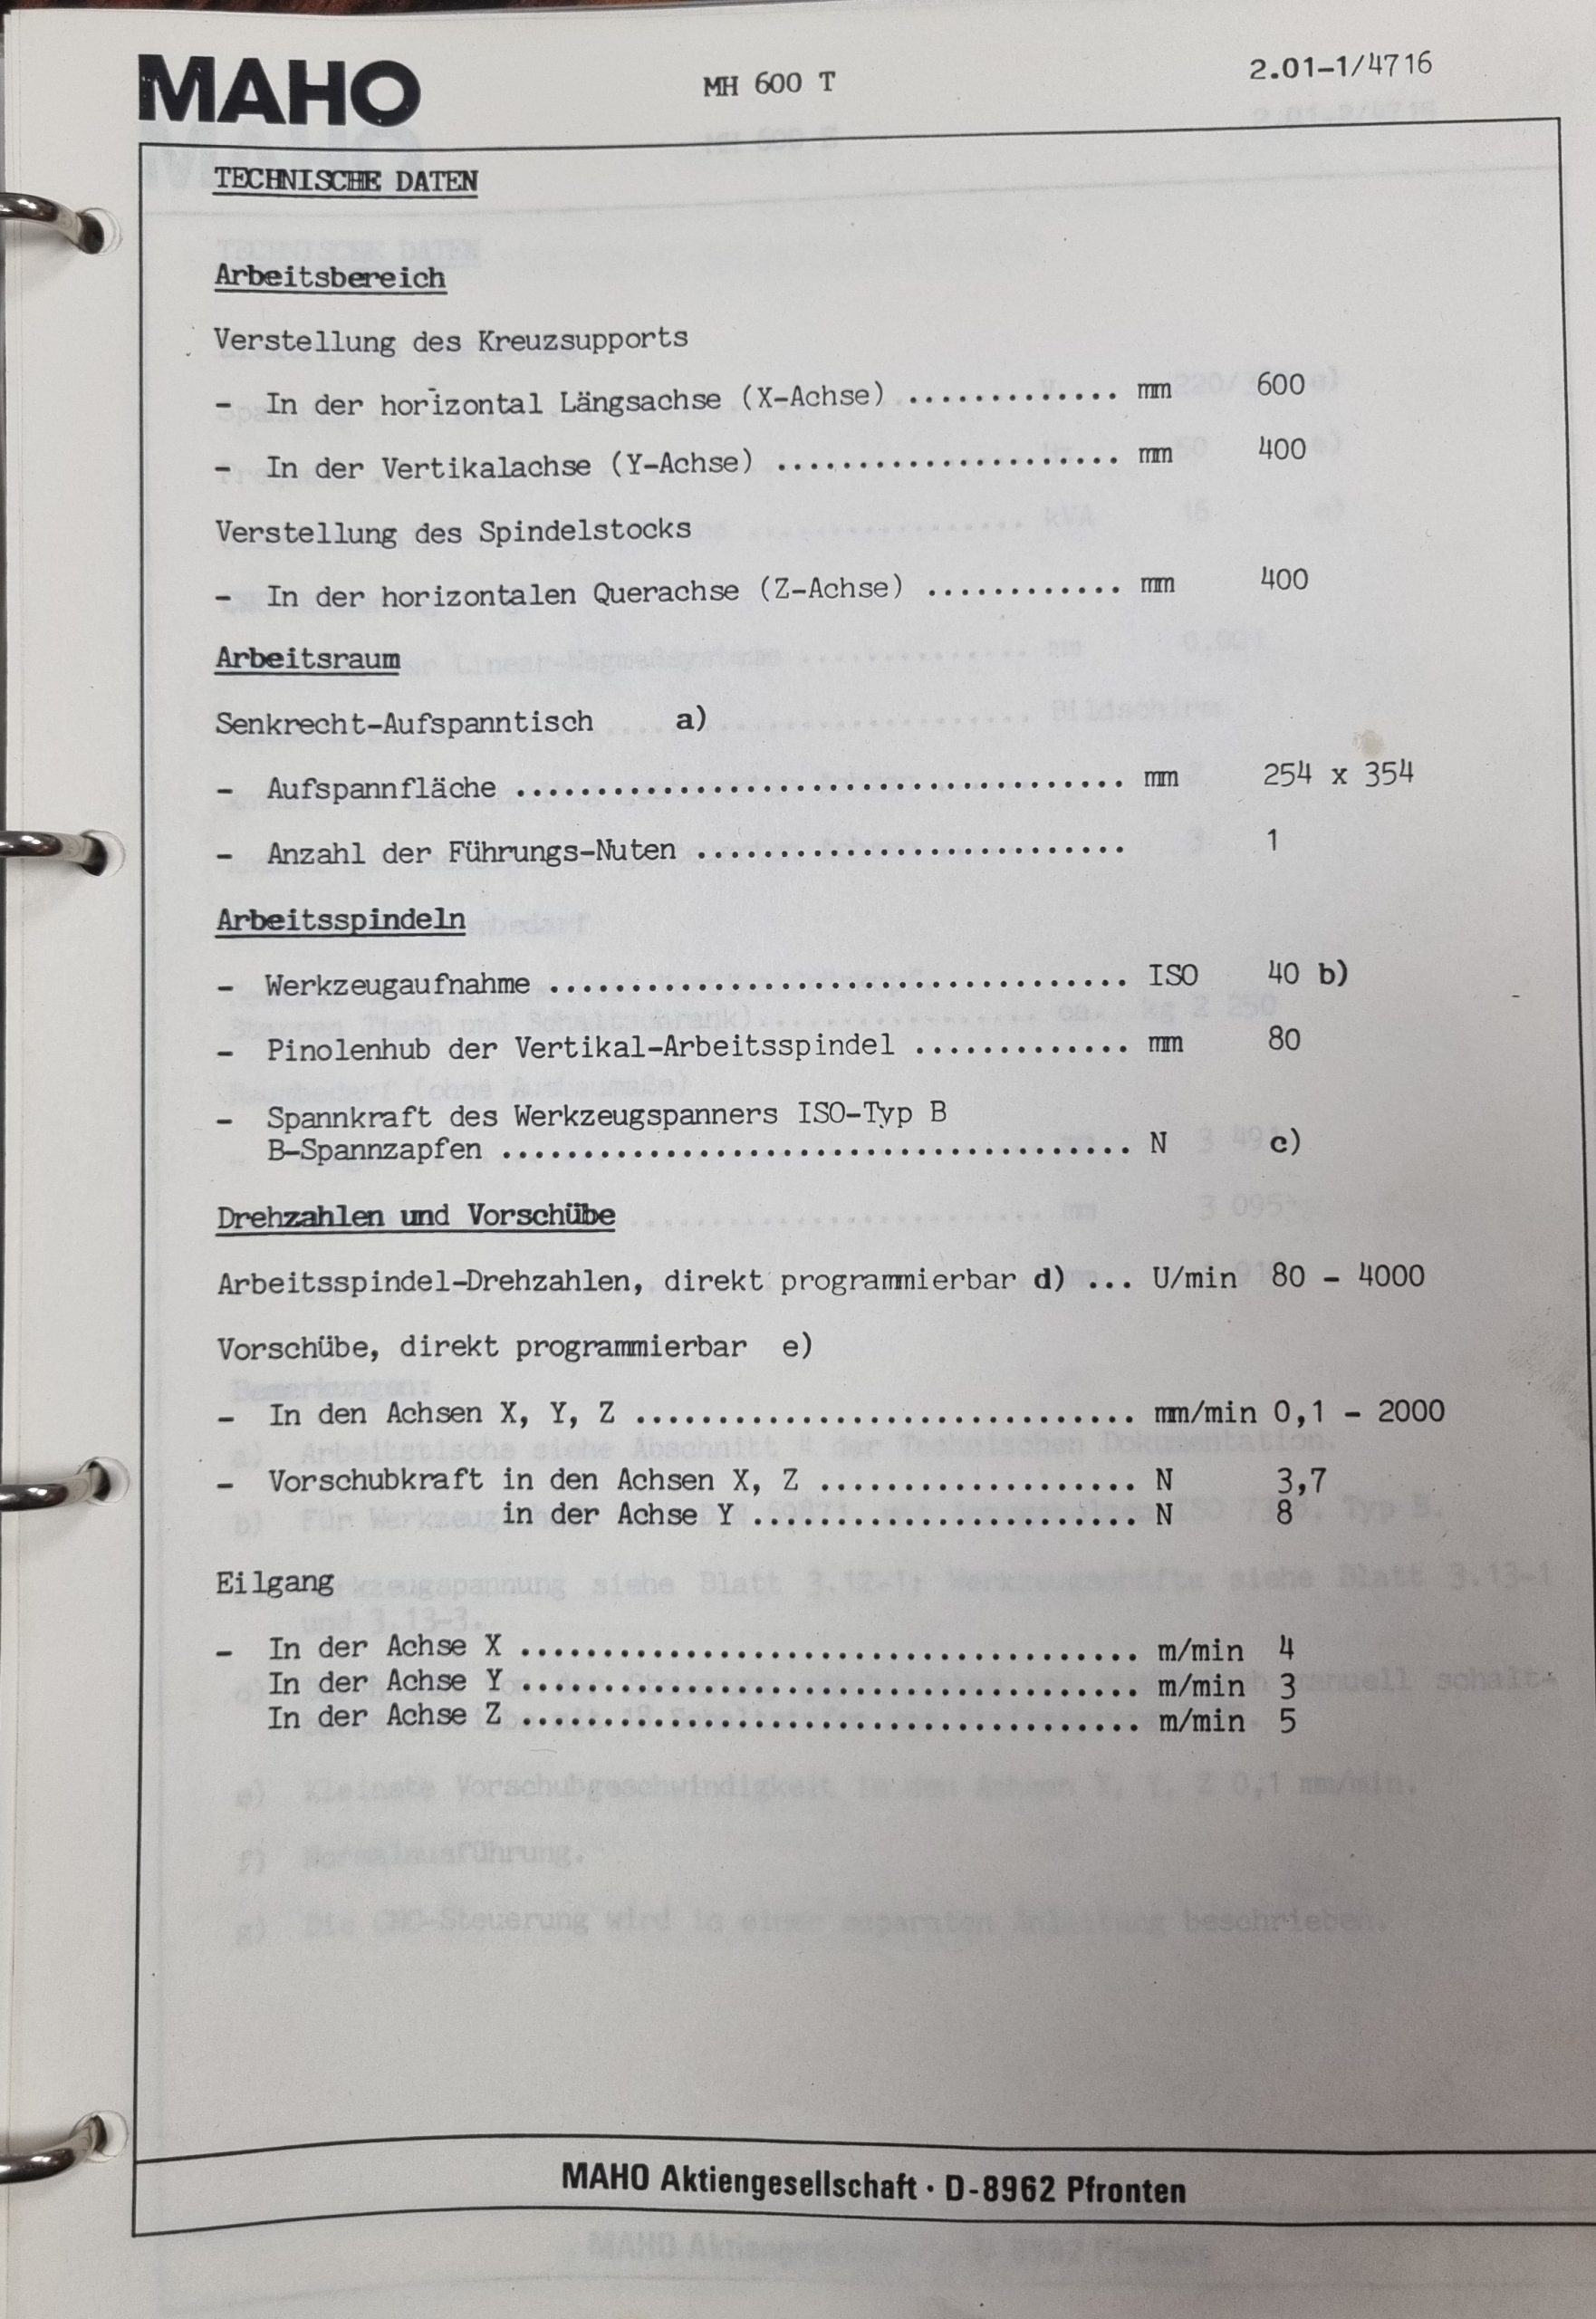 MAHO
MH 600 T
2.01-1/4716
TECHNISCHE DATEN
Arbeitsbereich
Verstellung des Kreuzsupports
- In der horizontal Längsachse (X-Achse) ............. mm 600
- In der Vertikalachse (Y-Achse) ..................... mm 400
Verstellung des Spindelstocks
- In der horizontalen Querachse (Z-Achse) ............ mm 400
Arbeitsraum
Senkrecht-Aufspanntisch a)
- Aufspannfläche ..................................... mm 254 x 354
- Anzahl der Führungs-Nuten .......................... 1
Arbeitsspindeln
- Werkzeugaufnahme ................................... ISO 40 b)
- Pinolenhub der Vertikal-Arbeitsspindel ............. mm 80
- Spannkraft des Werkzeugspanners ISO-Typ B
B-Spannzapfen ...................................... N c)
Drehzahlen und Vorschübe
Arbeitsspindel-Drehzahlen, direkt programmierbar d) ... U/min 80 - 4000
Vorschübe, direkt programmierbar e)
- In den Achsen X, Y, Z .............................. mm/min 0,1 - 2000
- Vorschubkraft in den Achsen X, Z ................... N 3,7
in der Achse Y ........................ N 8
Eilgang
- In der Achse X ..................................... m/min 4
In der Achse Y ..................................... m/min 3
In der Achse Z ..................................... m/min 5
MAHO Aktiengesellschaft · D-8962 Pfronten